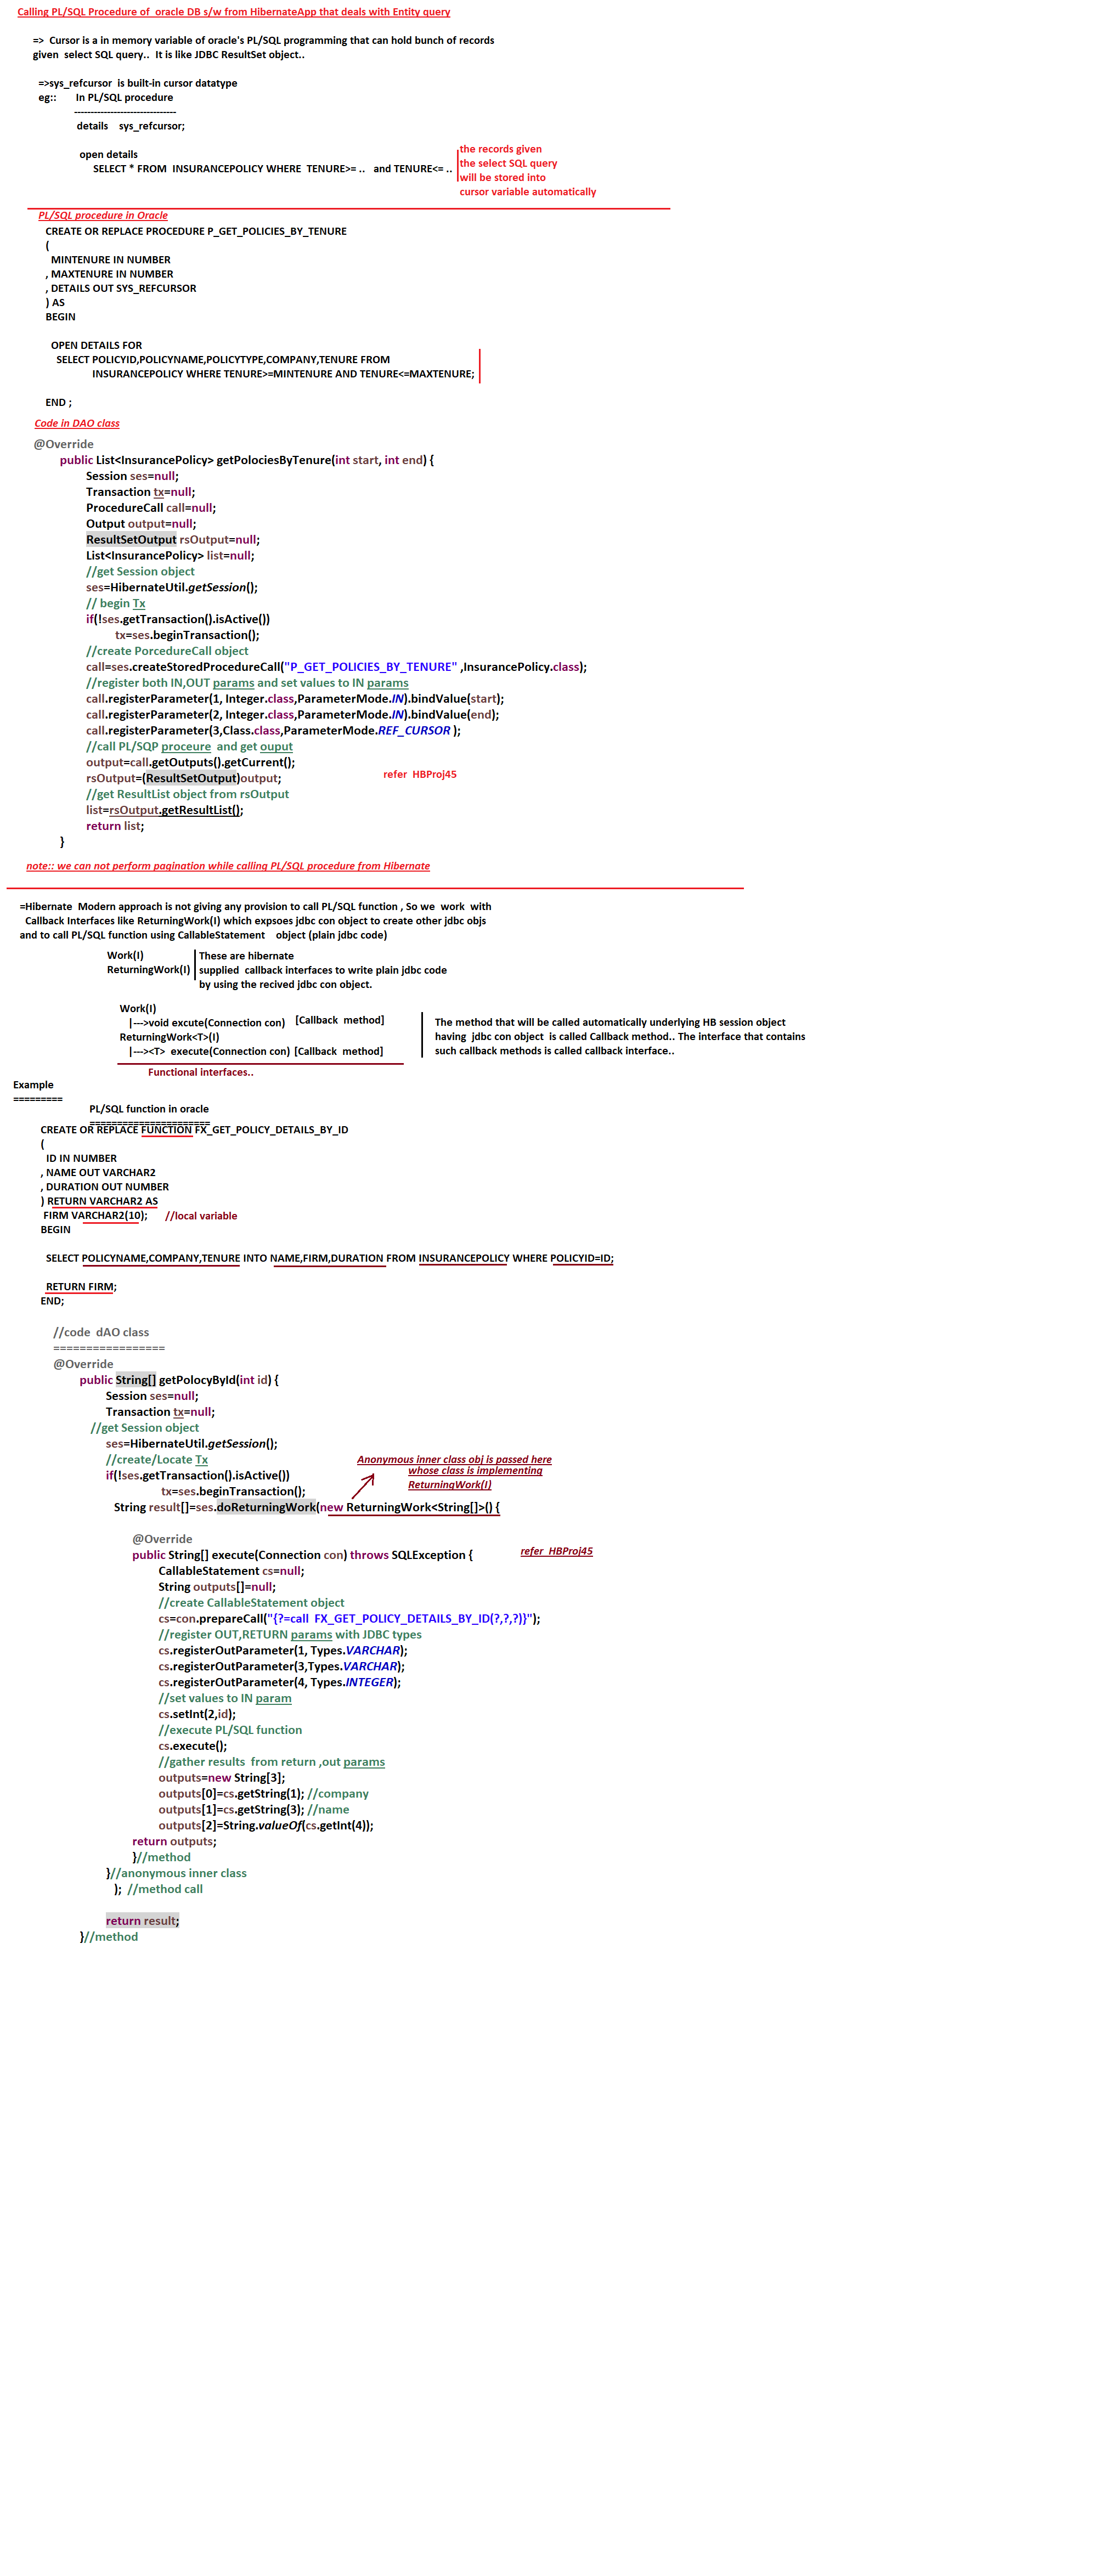 Calling PL/SQL Procedure of  oracle DB s/w from HibernateApp that deals with Entity query
=>  Cursor is a in memory variable of oracle's PL/SQL programming that can hold bunch of records
given  select SQL query..  It is like JDBC ResultSet object..
=>sys_refcursor  is built-in cursor datatype
eg::       In PL/SQL procedure
-------------------------------
details    sys_refcursor;
open details
SELECT * FROM  INSURANCEPOLICY WHERE  TENURE>= ..   and TENURE<= ..
the records given
the select SQL query
will be stored into
cursor variable automatically
PL/SQL procedure in Oracle
CREATE OR REPLACE PROCEDURE P_GET_POLICIES_BY_TENURE
(
MINTENURE IN NUMBER
, MAXTENURE IN NUMBER
, DETAILS OUT SYS_REFCURSOR
) AS
BEGIN
OPEN DETAILS FOR
SELECT POLICYID,POLICYNAME,POLICYTYPE,COMPANY,TENURE FROM
INSURANCEPOLICY WHERE TENURE>=MINTENURE AND TENURE<=MAXTENURE;
END ;
Code in DAO class
@Override
public List<InsurancePolicy> getPolociesByTenure(int start, int end) {
Session ses=null;
Transaction tx=null;
ProcedureCall call=null;
Output output=null;
ResultSetOutput rsOutput=null;
List<InsurancePolicy> list=null;
//get Session object
ses=HibernateUtil.getSession();
// begin Tx
if(!ses.getTransaction().isActive())
tx=ses.beginTransaction();
//create PorcedureCall object
call=ses.createStoredProcedureCall("P_GET_POLICIES_BY_TENURE" ,InsurancePolicy.class);
//register both IN,OUT params and set values to IN params
call.registerParameter(1, Integer.class,ParameterMode.IN).bindValue(start);
call.registerParameter(2, Integer.class,ParameterMode.IN).bindValue(end);
call.registerParameter(3,Class.class,ParameterMode.REF_CURSOR );
//call PL/SQP proceure  and get ouput
output=call.getOutputs().getCurrent();
rsOutput=(ResultSetOutput)output;
refer  HBProj45
//get ResultList object from rsOutput
list=rsOutput.getResultList();
return list;
}
note:: we can not perform pagination while calling PL/SQL procedure from Hibernate
=Hibernate  Modern approach is not giving any provision to call PL/SQL function , So we  work  with
Callback Interfaces like ReturningWork(I) which expsoes jdbc con object to create other jdbc objs
and to call PL/SQL function using CallableStatement    object (plain jdbc code)
Work(I)
ReturningWork(I)
These are hibernate
supplied  callback interfaces to write plain jdbc code
by using the recived jdbc con object.
Work(I)
|--->void excute(Connection con)   [Callback  method]
ReturningWork<T>(I)
|---><T>  execute(Connection con)  [Callback  method]
The method that will be called automatically underlying HB session object
having  jdbc con object  is called Callback method.. The interface that contains
such callback methods is called callback interface..
Functional interfaces..
Example
=========
PL/SQL function in oracle
======================
CREATE OR REPLACE FUNCTION FX_GET_POLICY_DETAILS_BY_ID
(
ID IN NUMBER
, NAME OUT VARCHAR2
, DURATION OUT NUMBER
) RETURN VARCHAR2 AS
FIRM VARCHAR2(10);      //local variable
BEGIN
SELECT POLICYNAME,COMPANY,TENURE INTO NAME,FIRM,DURATION FROM INSURANCEPOLICY WHERE POLICYID=ID;
RETURN FIRM;
END;
//code  dAO class
=================
@Override
public String[] getPolocyById(int id) {
Session ses=null;
Transaction tx=null;
//get Session object
ses=HibernateUtil.getSession();
//create/Locate Tx
if(!ses.getTransaction().isActive())
tx=ses.beginTransaction();
Anonymous inner class obj is passed here
whose class is implementing
ReturningWork(I)
String result[]=ses.doReturningWork(new ReturningWork<String[]>() {
@Override
public String[] execute(Connection con) throws SQLException {
refer  HBProj45
CallableStatement cs=null;
String outputs[]=null;
//create CallableStatement object
cs=con.prepareCall("{?=call  FX_GET_POLICY_DETAILS_BY_ID(?,?,?)}");
//register OUT,RETURN params with JDBC types
cs.registerOutParameter(1, Types.VARCHAR);
cs.registerOutParameter(3,Types.VARCHAR);
cs.registerOutParameter(4, Types.INTEGER);
//set values to IN param
cs.setInt(2,id);
//execute PL/SQL function
cs.execute();
//gather results  from return ,out params
outputs=new String[3];
outputs[0]=cs.getString(1); //company
outputs[1]=cs.getString(3); //name
outputs[2]=String.valueOf(cs.getInt(4));
return outputs;
}//method
}//anonymous inner class
);  //method call
return result;
}//method